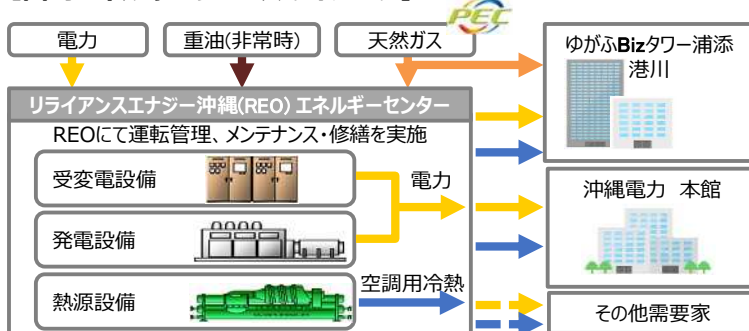 PEC
電力
重油(非常時)
天然ガス
ゆがふBizタワー浦添
港川
リライアンスエナジー沖縄(REO) エネルギーセンター
REOにて運転管理、メンテナンス・修繕を実施
受変電設備
電力
発電設備
沖縄電力 本館
熱源設備
空調用冷熱
その他需要家